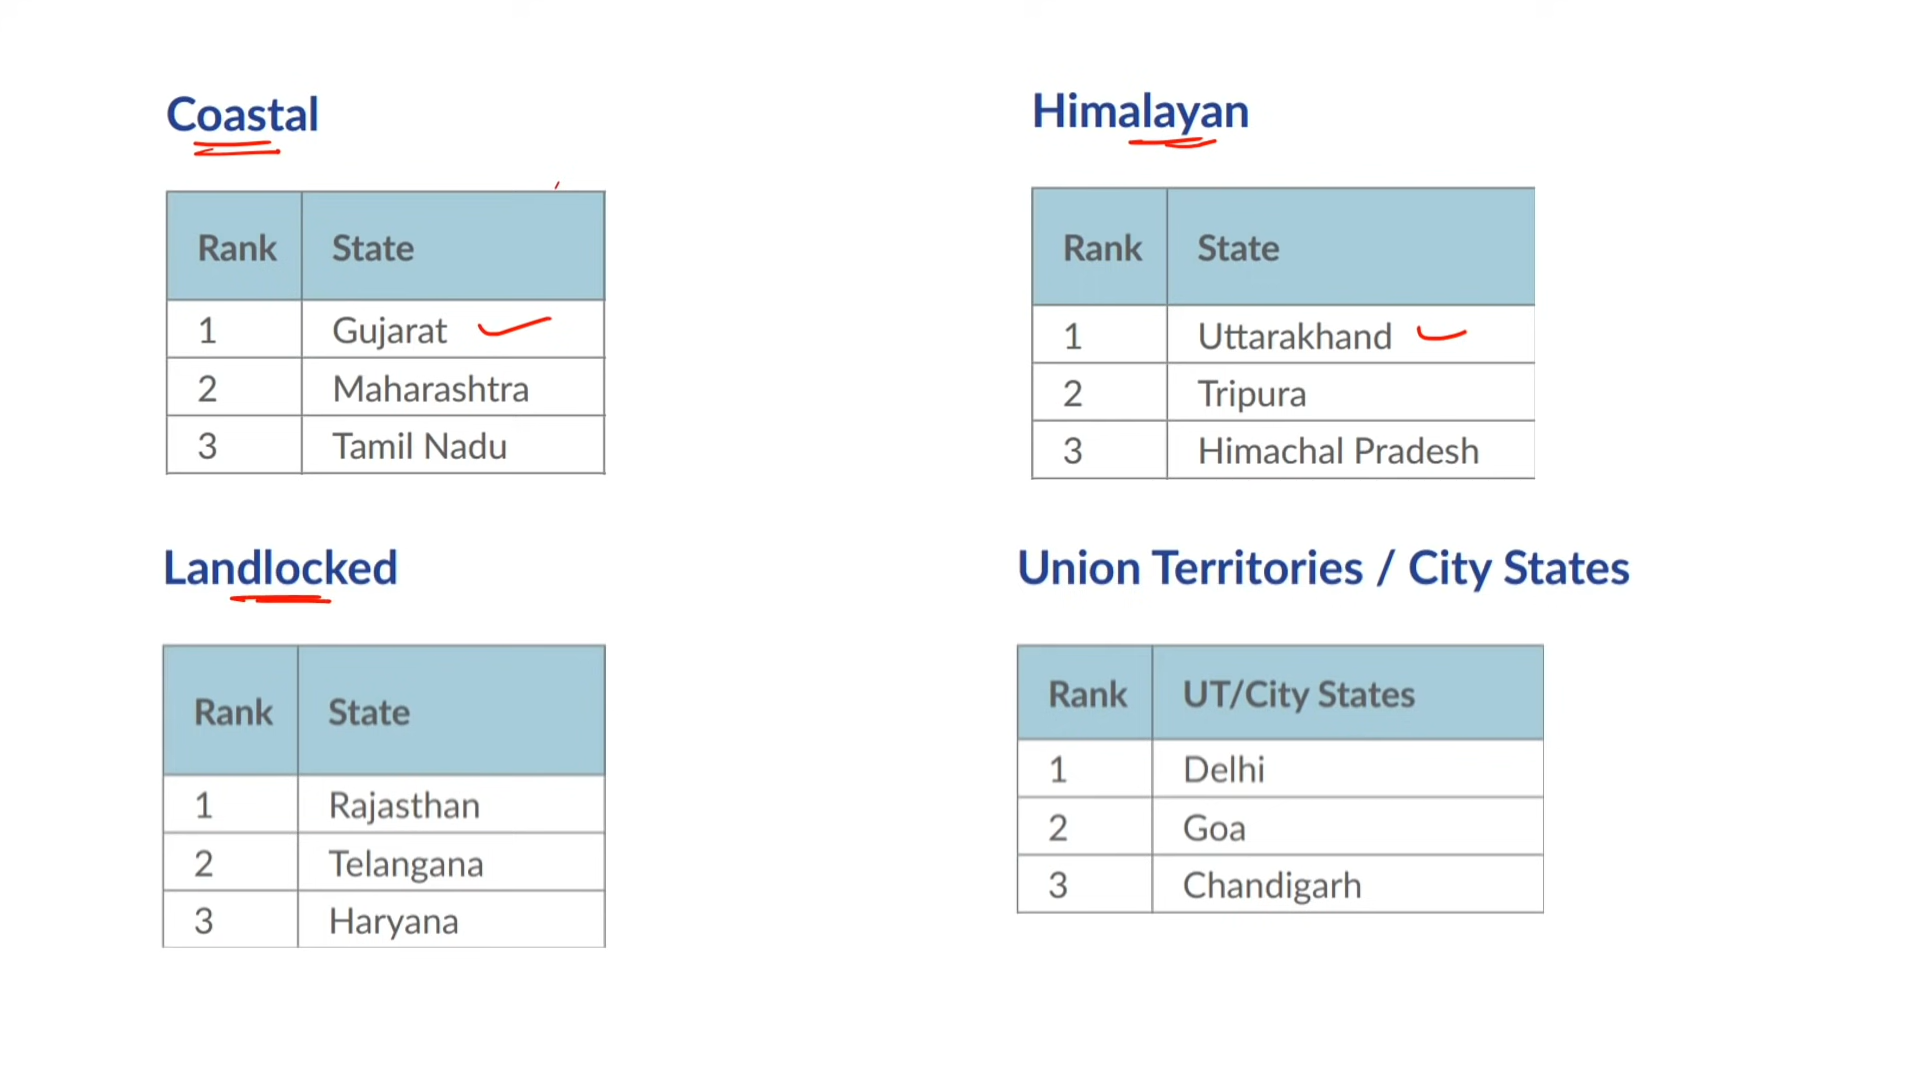 Coastal
Rank State
1 Gujarat
2 Maharashtra
3 Tamil Nadu
Himalayan
Rank State
1 Uttarakhand
2 Tripura
3 Himachal Pradesh
Landlocked
Rank State
1 Rajasthan
2 Telangana
3 Haryana
Union Territories / City States
Rank UT/City States
1 Delhi
2 Goa
3 Chandigarh